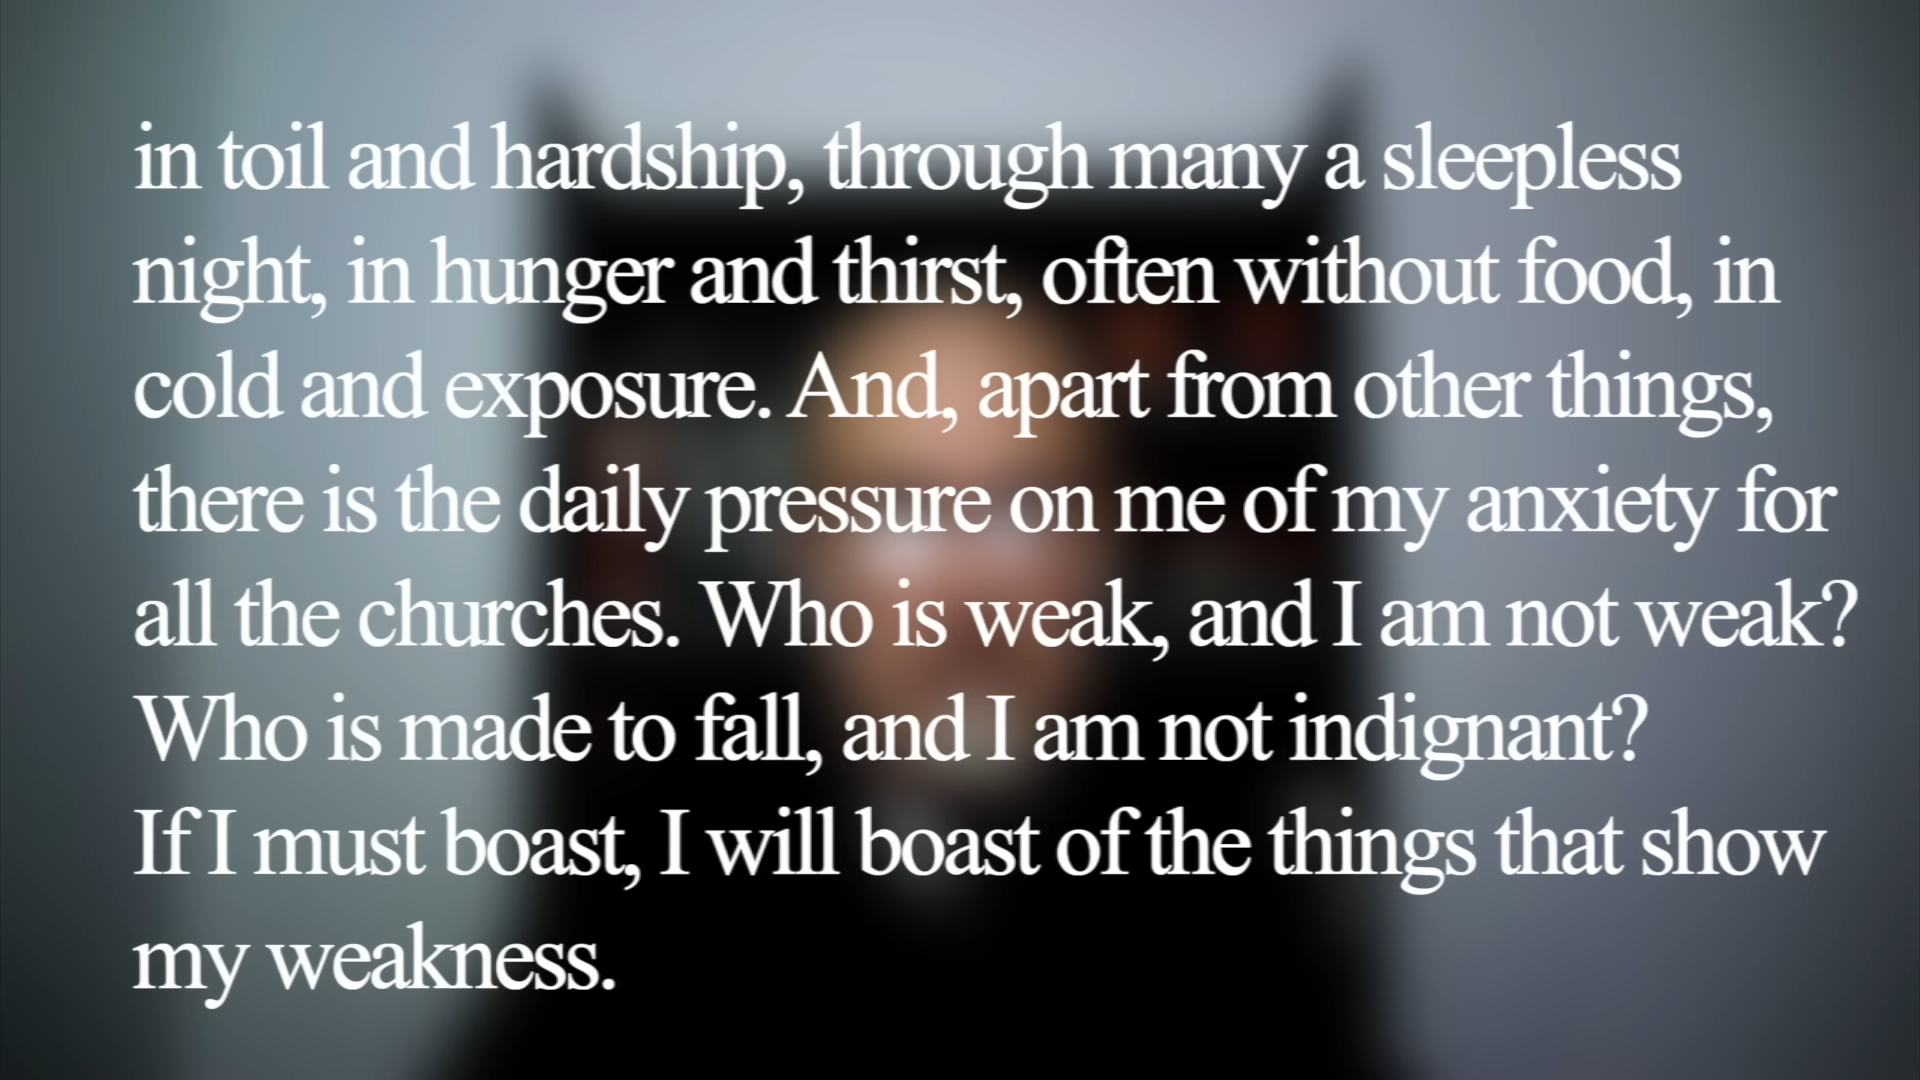 in toil and hardship, through many a sleepless
night, in hunger and thirst, often without food, in
cold and exposure. And, apart from other things,
there is the daily pressure on me of my anxiety for
all the churches. Who is weak, and I am not weak?
Who is made to fall, and I am not indignant?
If I must boast, I will boast of the things that show
my weakness.